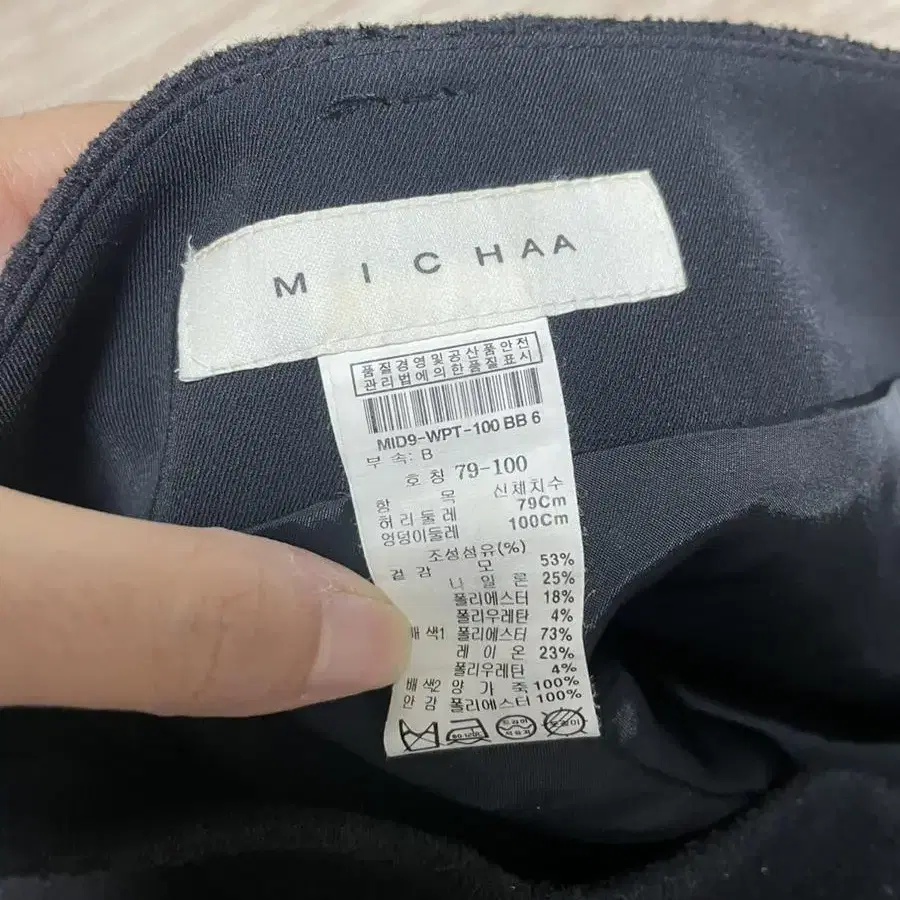 MICHAA
품질경영및공산품안전
관리법에의한품질표시
MID9-WPT-100 BB 6
부 속: B
호 칭 79-100
항 목 신체치수
허리둘레 79Cm
엉덩이둘레 100Cm
조성섬유(%)
겉 감 모 53%
나 일 론 25%
폴리에스터 18%
폴리우레탄 4%
배 색1 폴리에스터 73%
레 이 온 23%
폴리우레탄 4%
배 색2 양 가 죽 100%
안 감 폴리에스터 100%
드라이